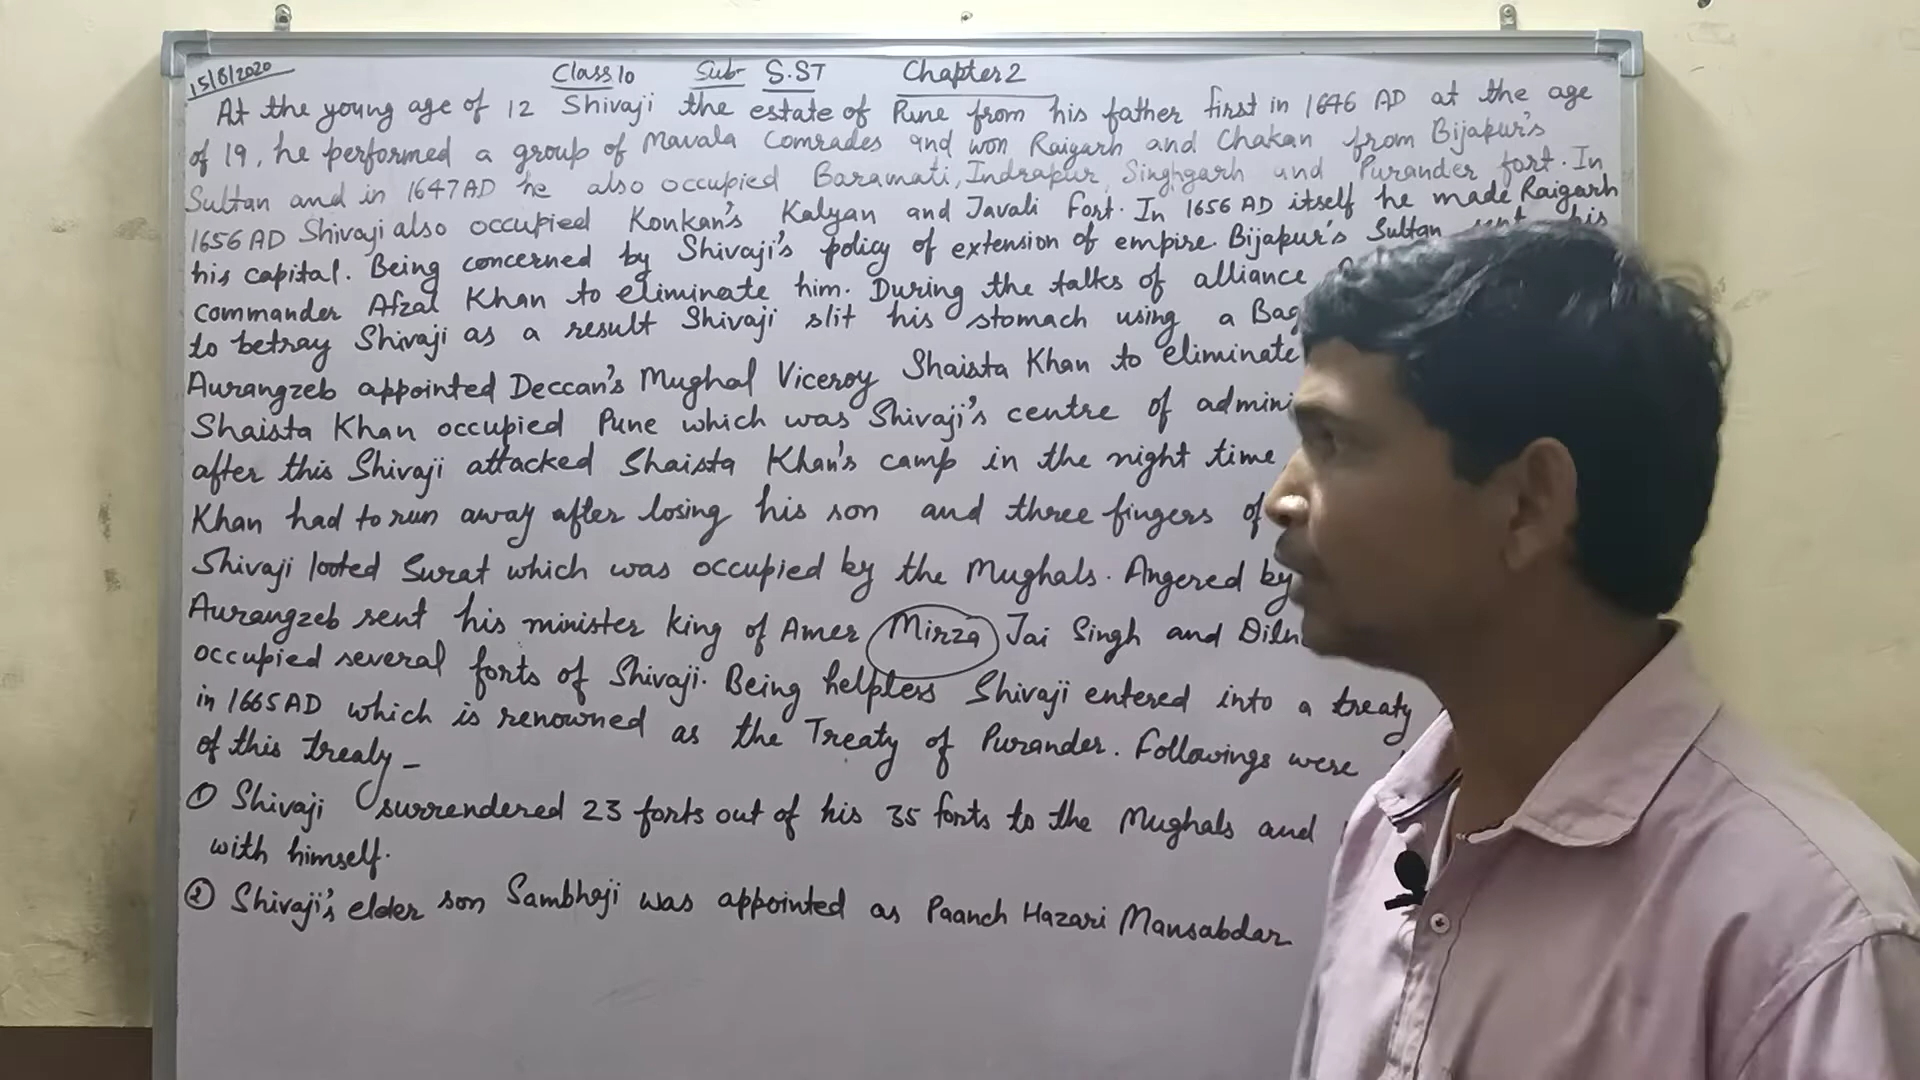 15/8/2020 Class 10 Sub- S.ST Chapter 2
At the young age of 12 Shivaji the estate of Pune from his father first in 1646 AD at the age
of 19, he performed a group of Mavala Comrades and won Raigarh and Chakan from Bijapur's
Sultan and in 1647 AD he also occupied Baramati, Indrapur, Singhgarh and Purander fort. In
1656 AD Shivaji also occupied Konkan's Kalyan and Javali Fort. In 1656 AD itself he made Raigarh
his capital. Being concerned by Shivaji's policy of extension of empire. Bijapur's Sultan sent his
commander Afzal Khan to eliminate him. During the talks of alliance
to betray Shivaji as a result Shivaji slit his stomach using a Bag
Aurangzeb appointed Deccan's Mughal Viceroy Shaista Khan to eliminate
Shaista Khan occupied Pune which was Shivaji's centre of admini
after this Shivaji attacked Shaista Khan's camp in the night time
Khan had to run away after losing his son and three fingers of
Shivaji looted Surat which was occupied by the Mughals. Angered by
Aurangzeb sent his minister king of Amer Mirza Jai Singh and
occupied several forts of Shivaji. Being helpless Shivaji entered into a treaty
in 1665 AD which is renowned as the Treaty of Purander. Followings were
of this treaty -
① Shivaji surrendered 23 forts out of his 35 forts to the Mughals and
with himself.
② Shivaji's elder son Sambhaji was appointed as Paanch Hazari Mansabdar